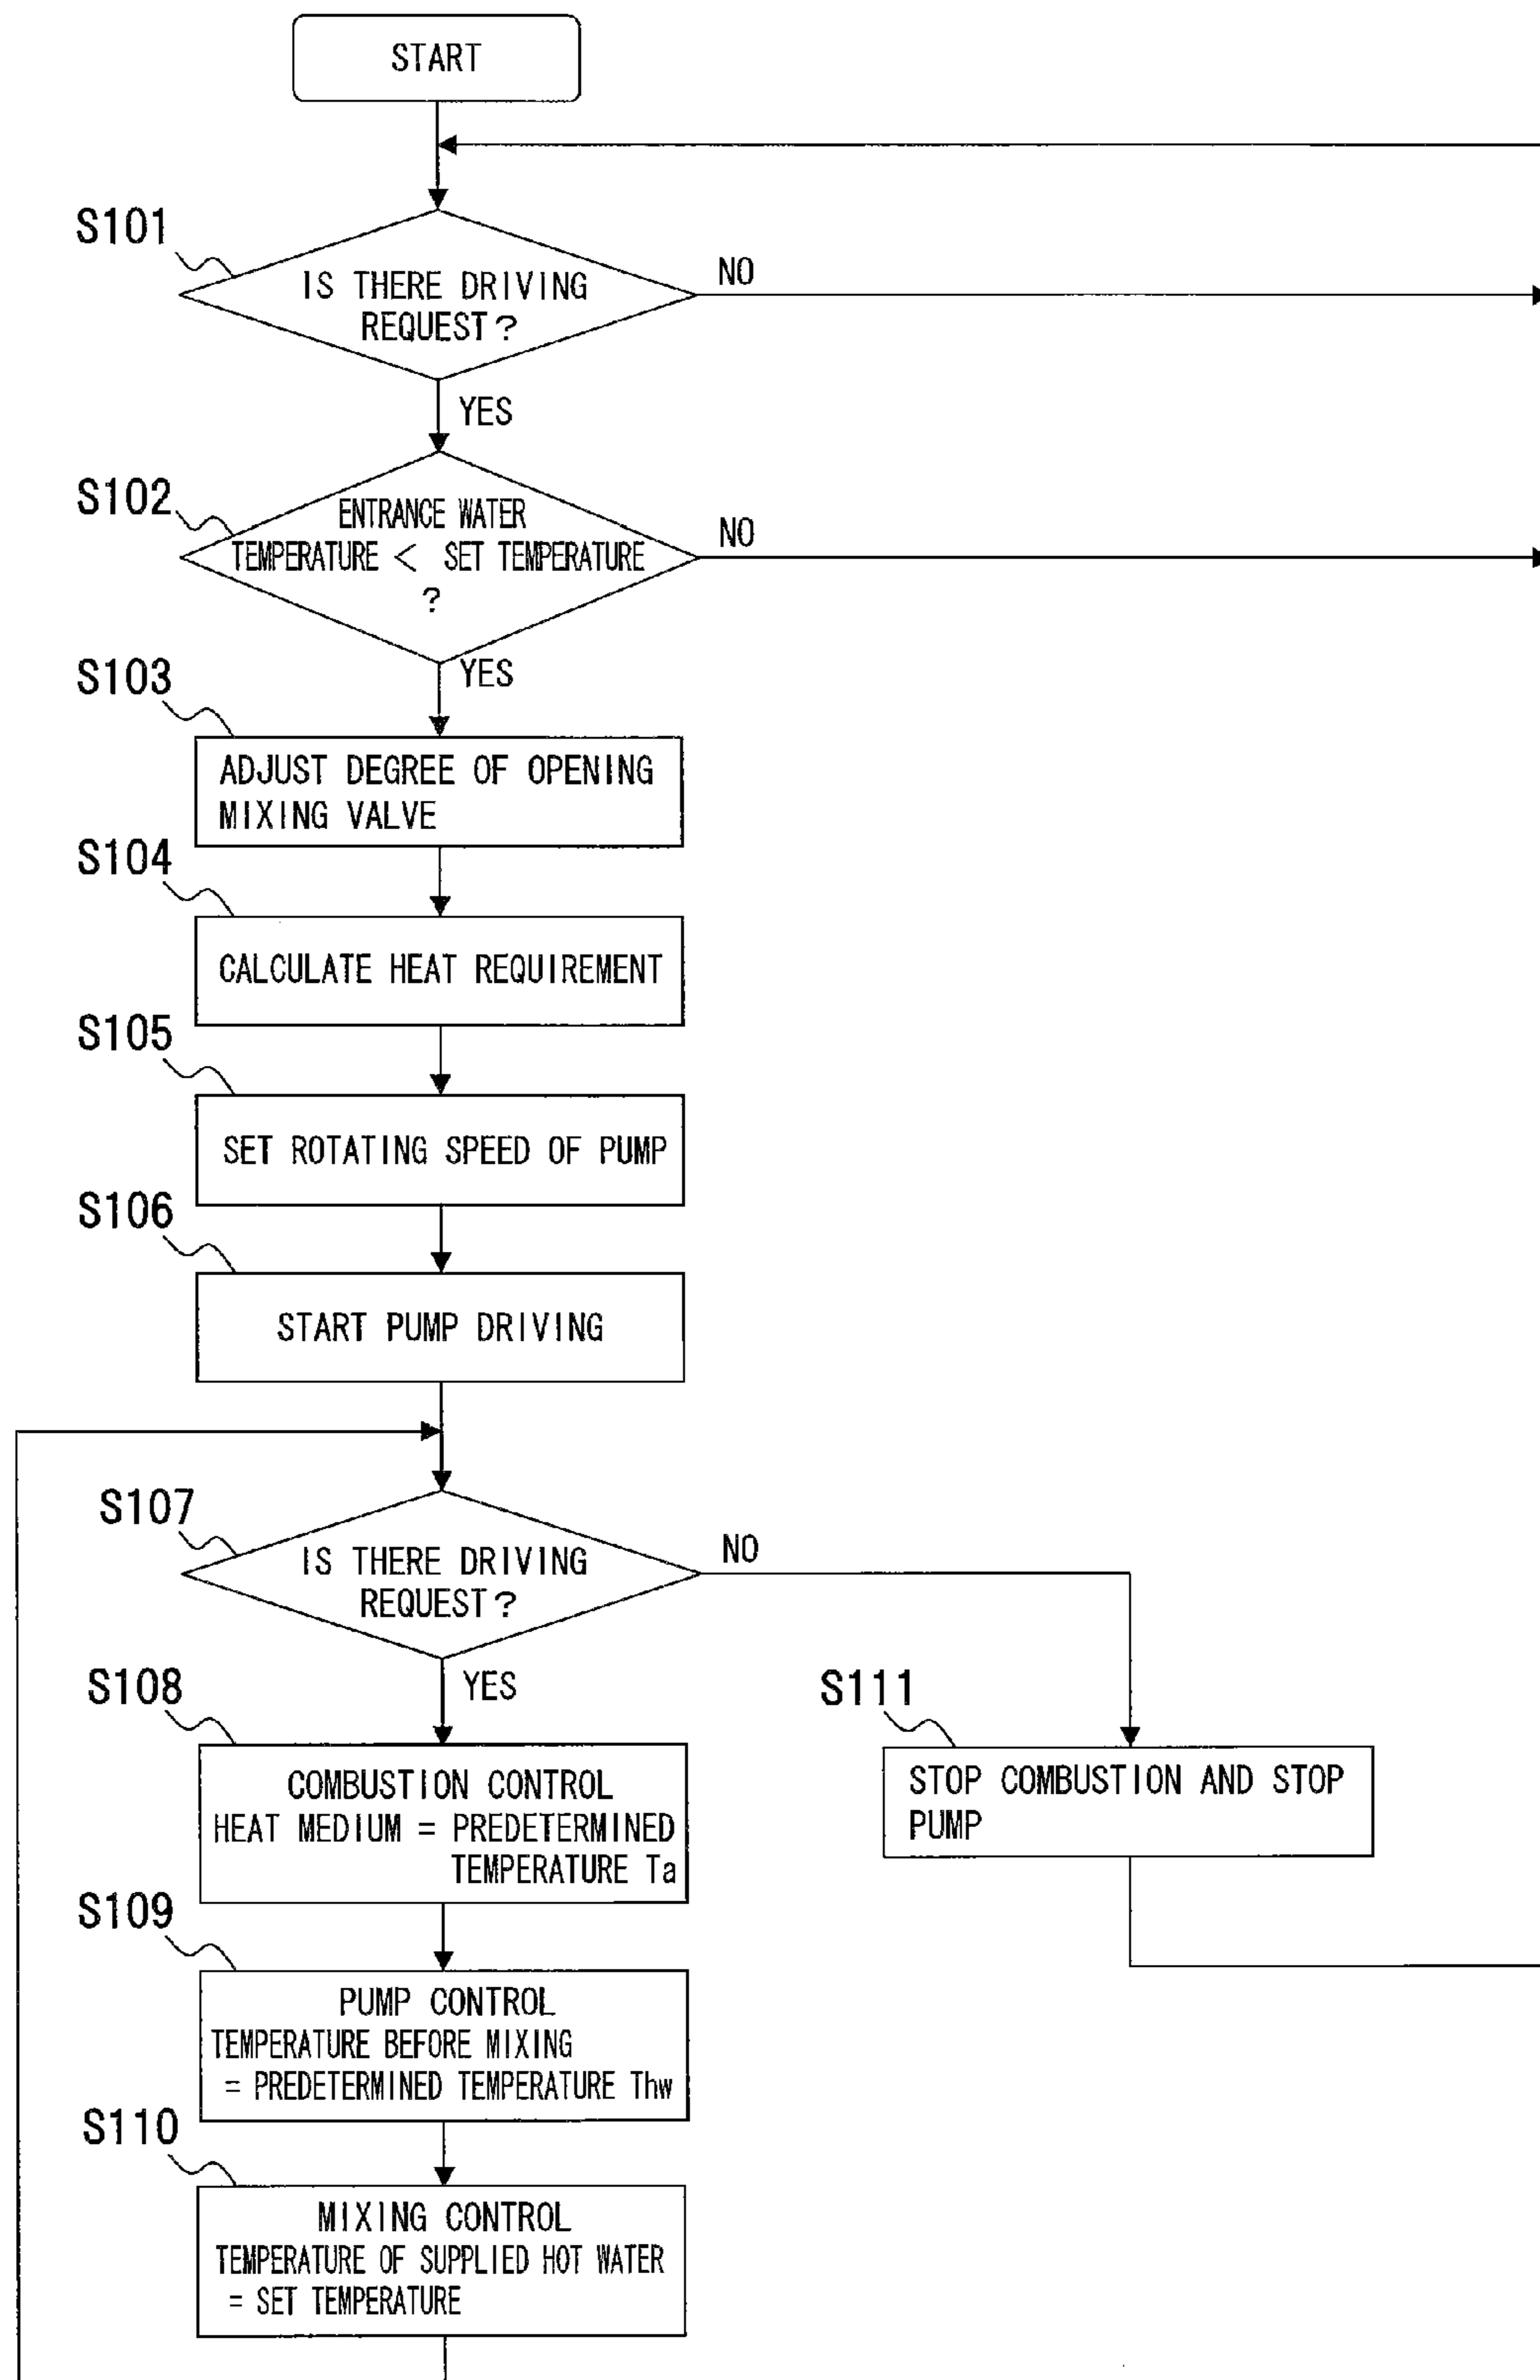 START
S101
IS THERE DRIVING
REQUEST?
NO
YES
S102
ENTRANCE WATER
TEMPERATURE < SET TEMPERATURE
?
NO
YES
S103
ADJUST DEGREE OF OPENING
MIXING VALVE
S104
CALCULATE HEAT REQUIREMENT
S105
SET ROTATING SPEED OF PUMP
S106
START PUMP DRIVING
S107
IS THERE DRIVING
REQUEST?
NO
YES
S108
COMBUSTION CONTROL
HEAT MEDIUM = PREDETERMINED
TEMPERATURE Ta
S111
STOP COMBUSTION AND STOP
PUMP
S109
PUMP CONTROL
TEMPERATURE BEFORE MIXING
= PREDETERMINED TEMPERATURE Thw
S110
MIXING CONTROL
TEMPERATURE OF SUPPLIED HOT WATER
= SET TEMPERATURE